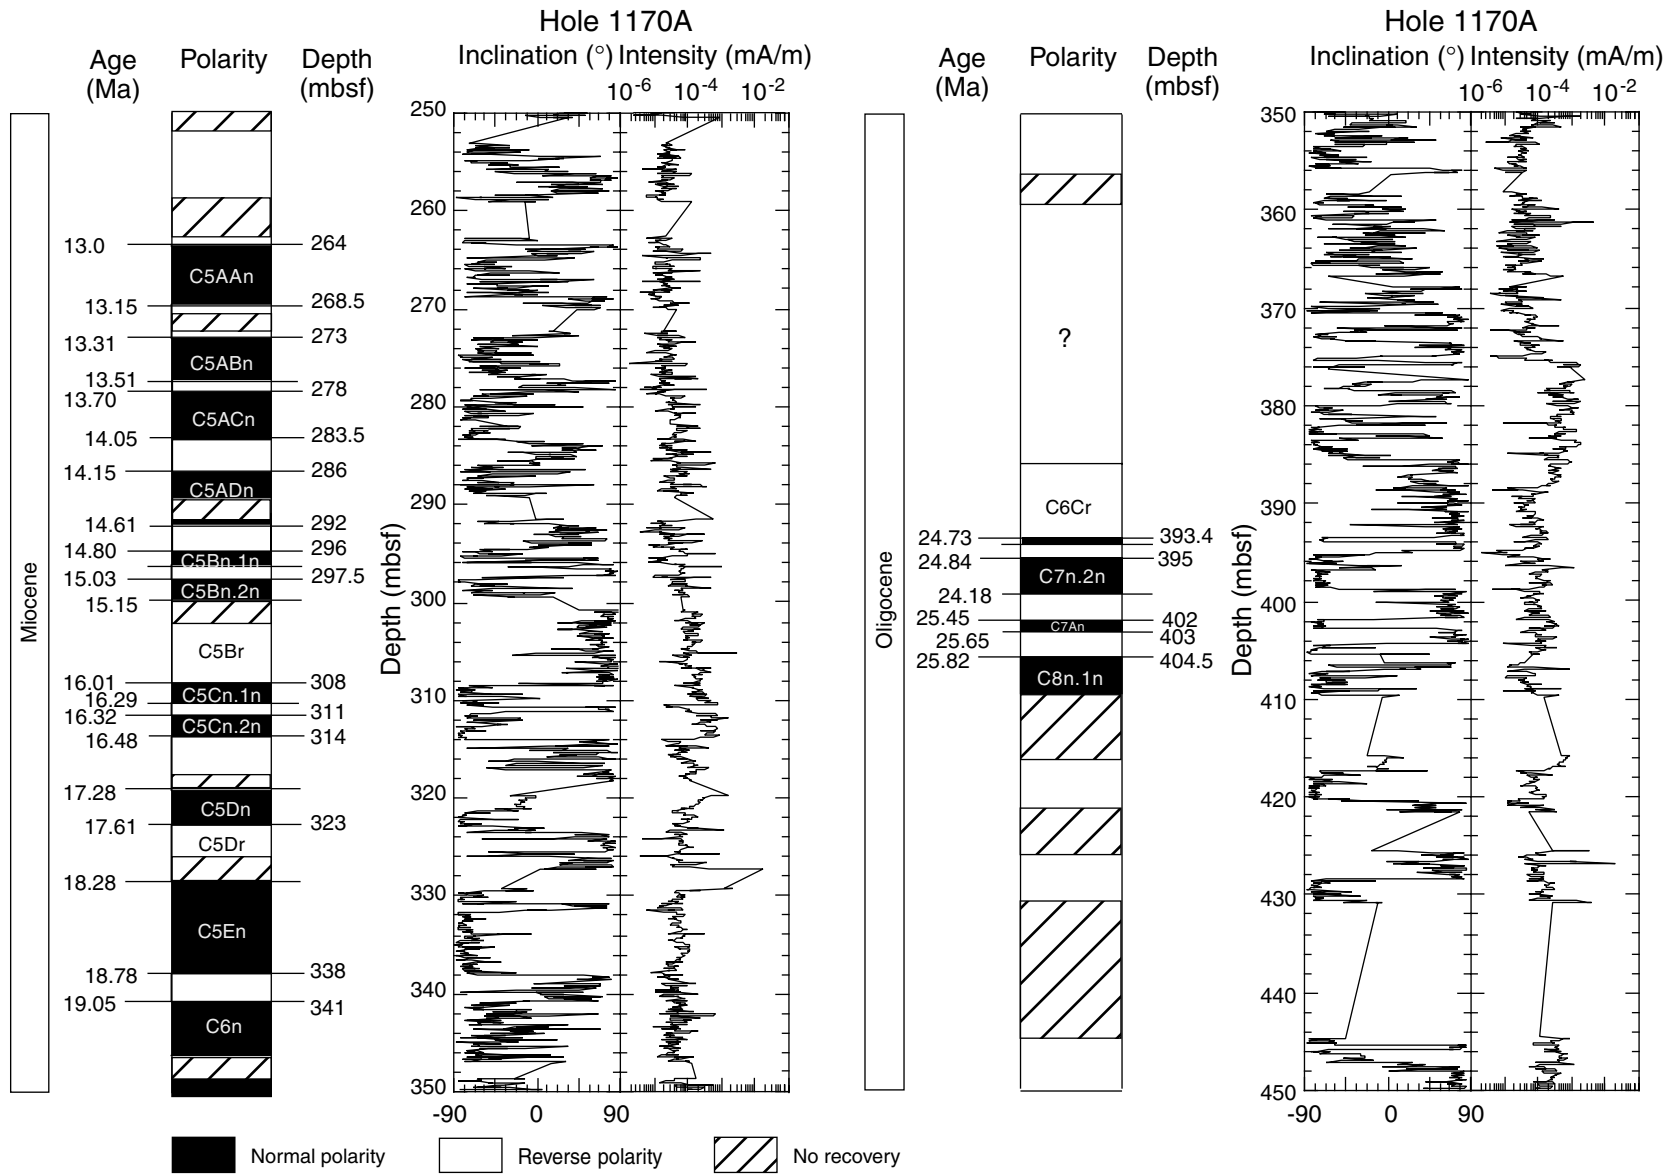 Hole 1170A
Age (Ma)
Polarity
Depth (mbsf)
Inclination (°) Intensity (mA/m)
10-6 10-4 10-2
Miocene
13.0
13.15
13.31
13.51
13.70
14.05
14.15
14.61
14.80
15.03
15.15
16.01
16.29
16.32
16.48
17.28
17.61
18.28
18.78
19.05
C5AAn
C5ABn
C5ACn
C5ADn
C5Bn.1n
C5Bn.2n
C5Br
C5Cn.1n
C5Cn.2n
C5Dn
C5Dr
C5En
C6n
264
268.5
273
278
283.5
286
292
296
297.5
308
311
314
323
338
341
Depth (mbsf)
250
260
270
280
290
300
310
320
330
340
350
-90 0 90
Hole 1170A
Age (Ma)
Polarity
Depth (mbsf)
Inclination (°) Intensity (mA/m)
10-6 10-4 10-2
Oligocene
24.73
24.84
24.18
25.45
25.65
25.82
?
C6Cr
C7n.2n
C7An
C8n.1n
393.4
395
402
403
404.5
Depth (mbsf)
350
360
370
380
390
400
410
420
430
440
450
-90 0 90
Normal polarity
Reverse polarity
No recovery